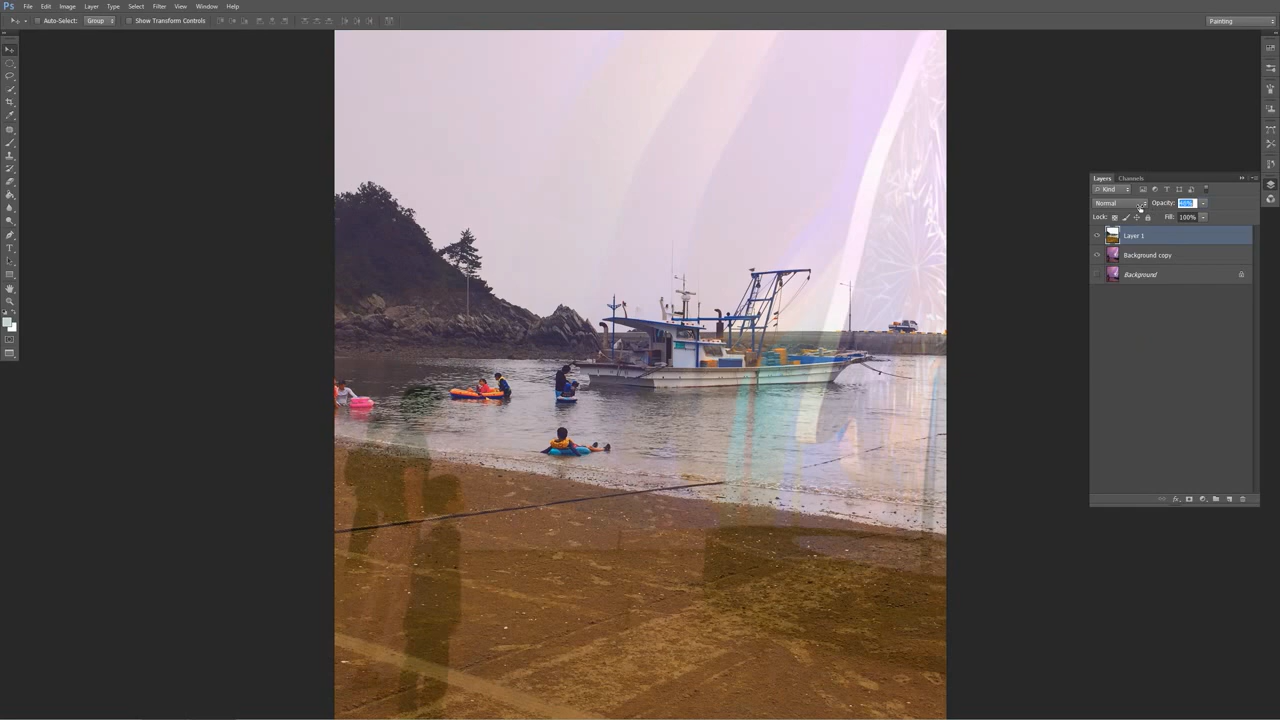 Ps File Edit Image Layer Type Select Filter 3D View Window Help
Auto-Select: Group Show Transform Controls Painting
Layers Channels
Kind
Normal Opacity:
Lock: Fill: 100%
Layer 1
Background copy
Background
T